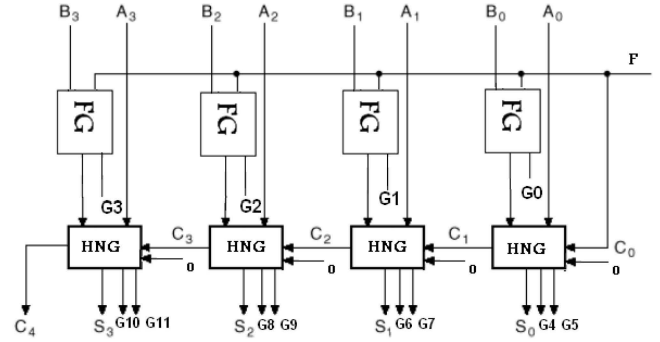 B3 A3 B2 A2 B1 A1 B0 A0
F
FG FG FG FG
G3 G2 G1 G0
HNG C3 HNG C2 HNG C1 HNG C0
0 0 0 0
C4 S3 G10 G11 S2 G8 G9 S1 G6 G7 S0 G4 G5